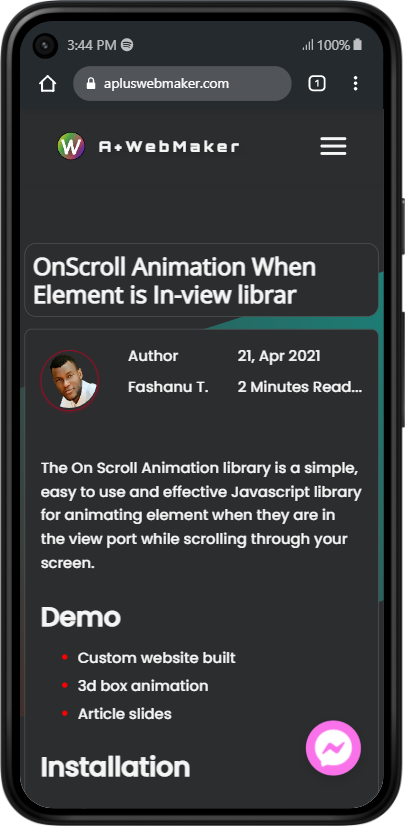 3:44 PM
100%
apluswebmaker.com
1
W A+WebMaker
OnScroll Animation When
Element is In-view librar
Author 21, Apr 2021
Fashanu T. 2 Minutes Read...
The On Scroll Animation library is a simple,
easy to use and effective Javascript library
for animating element when they are in
the view port while scrolling through your
screen.
Demo
• Custom website built
• 3d box animation
• Article slides
Installation